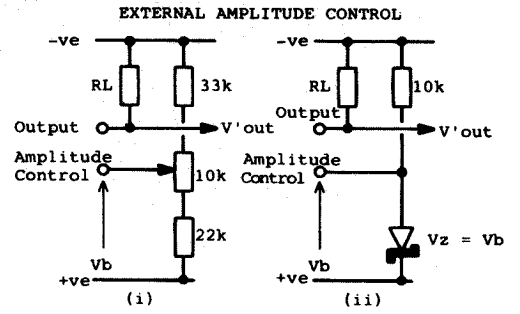 EXTERNAL AMPLITUDE CONTROL
-ve
RL
33k
Output
V'out
Amplitude
Control
10k
22k
Vb
+ve
(i)
-ve
RL
10k
Output
V'out
Amplitude
Control
Vz = Vb
Vb
+ve
(ii)